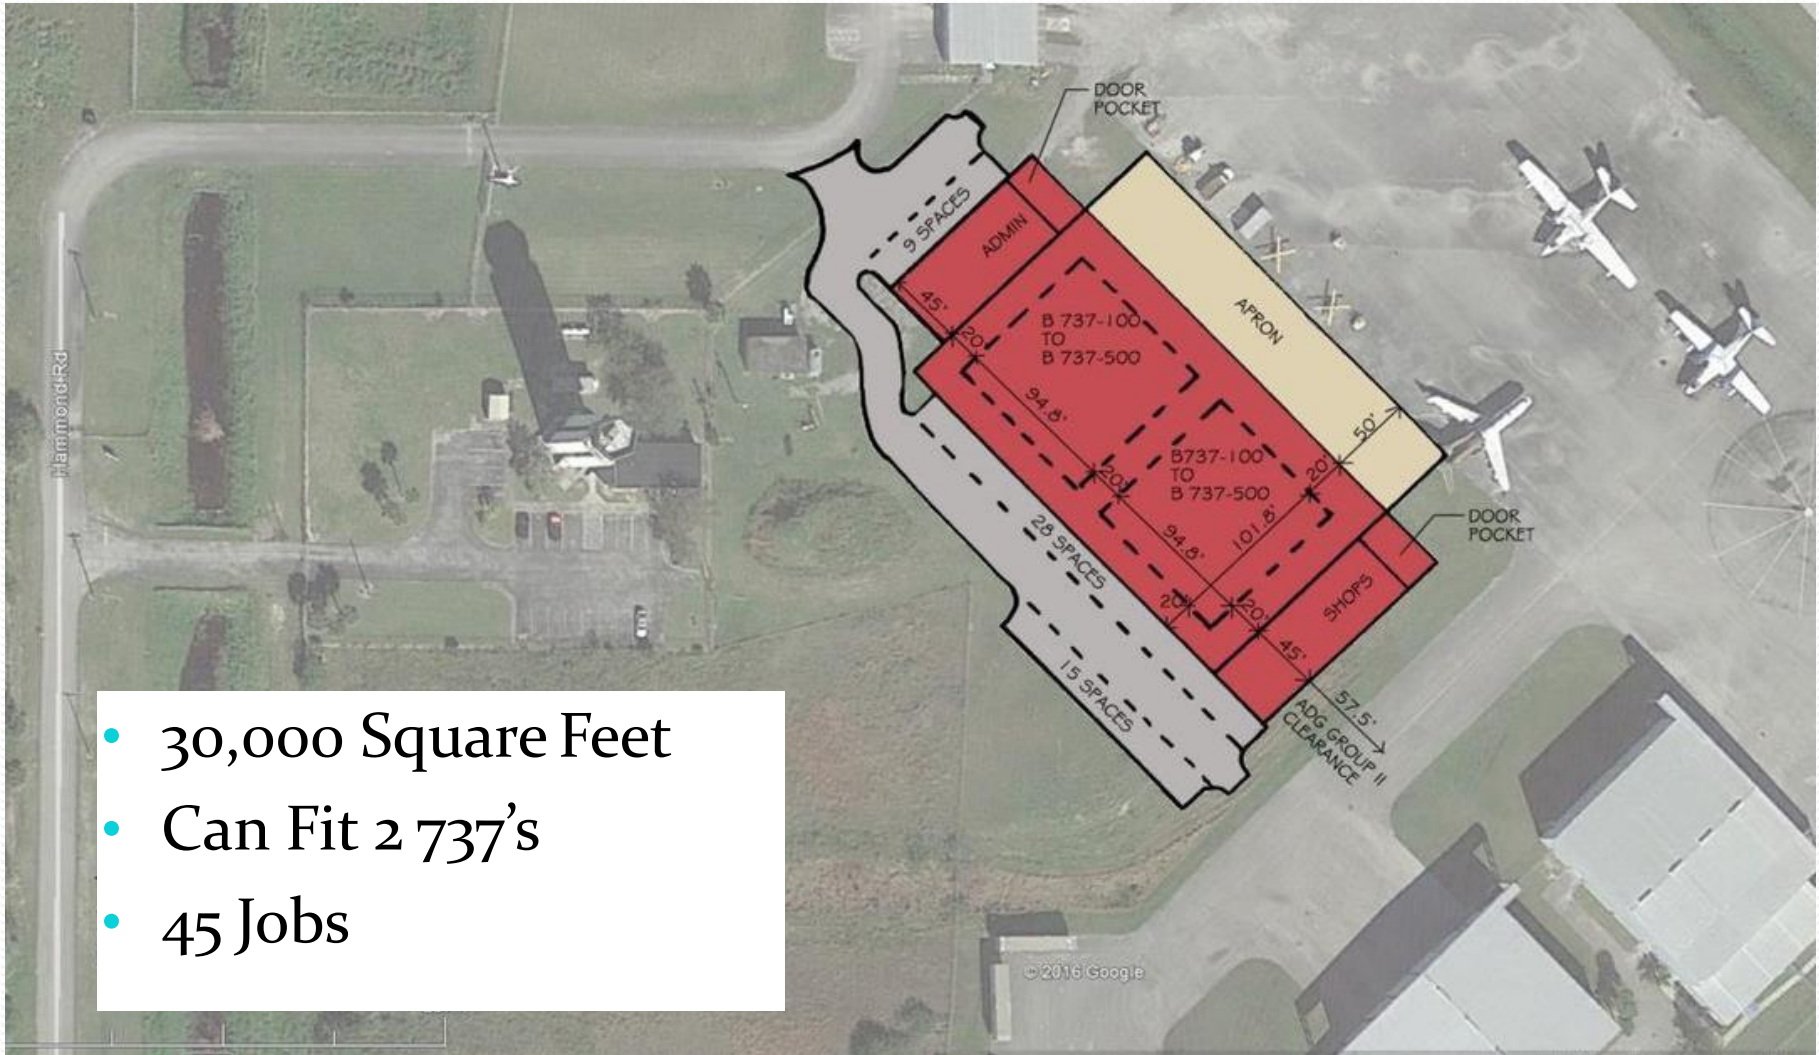 DOOR
POCKET
9 SPACES
ADMIN
45'
20'
B 737-100
TO
B 737-500
APRON
94.8'
50'
20'
B737-100
TO
B 737-500
20'
101.8'
94.8'
28 SPACES
DOOR
POCKET
SHOPS
20'
20'
45'
57.5'
ADG GROUP II
CLEARANCE
15 SPACES
Hammond Rd
• 30,000 Square Feet
• Can Fit 2 737's
• 45 Jobs
© 2016 Google